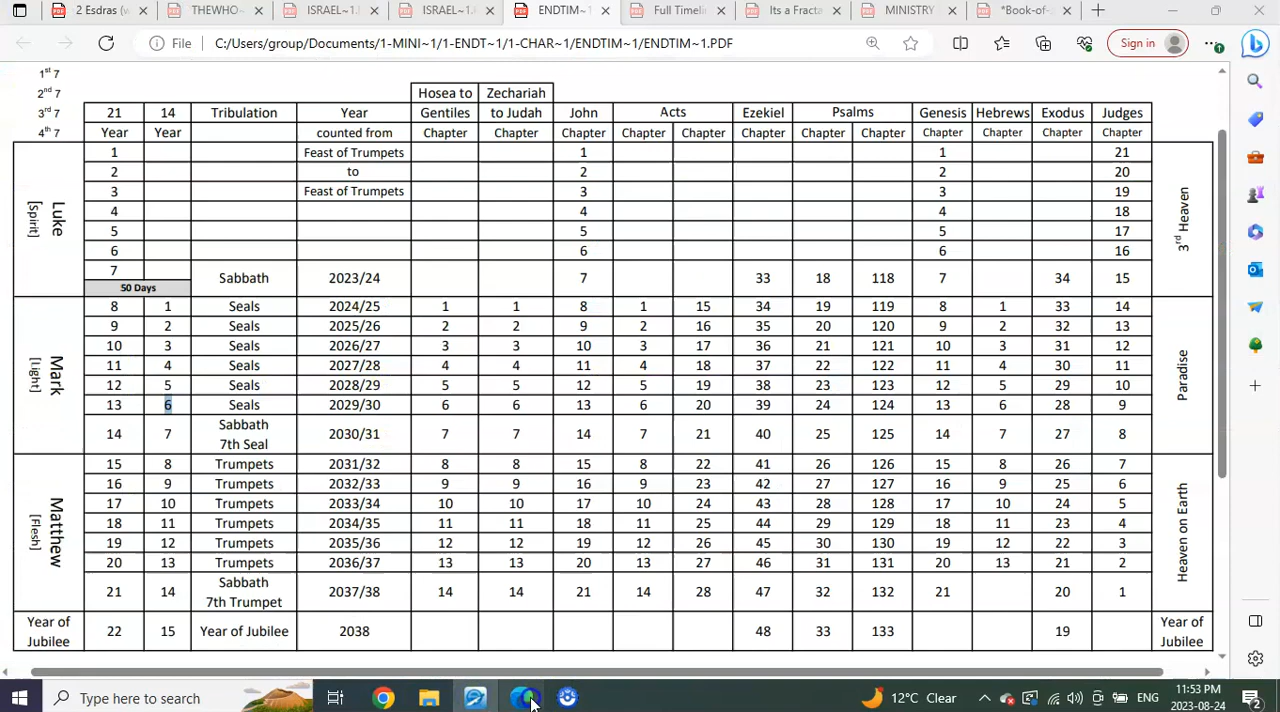 2 Esdras (w
THEWHO
ISRAEL~1.
ISRAEL~1.
ENDTIM~
Full Timeli
Its a Fracta
MINISTRY
*Book-of-
File
C:/Users/group/Documents/1-MINI~1/1-ENDT~1/1-CHAR~1/ENDTIM~1/ENDTIM~1.PDF
Sign in
1st 7
2nd 7 Hosea to Zechariah
3rd 7 21 14 Tribulation Year Gentiles to Judah John Acts Ezekiel Psalms Genesis Hebrews Exodus Judges
4th 7 Year Year counted from Chapter Chapter Chapter Chapter Chapter Chapter Chapter Chapter Chapter Chapter Chapter Chapter
Luke
[Spirit]
1 Feast of Trumpets 1 1 21
2 to 2 2 20
3 Feast of Trumpets 3 3 19
4 4 4 18
5 5 5 17
6 6 6 16
7 Sabbath 2023/24 7 33 18 118 7 34 15
50 Days
3rd Heaven
Mark
[Light]
8 1 Seals 2024/25 1 1 8 1 15 34 19 119 8 1 33 14
9 2 Seals 2025/26 2 2 9 2 16 35 20 120 9 2 32 13
10 3 Seals 2026/27 3 3 10 3 17 36 21 121 10 3 31 12
11 4 Seals 2027/28 4 4 11 4 18 37 22 122 11 4 30 11
12 5 Seals 2028/29 5 5 12 5 19 38 23 123 12 5 29 10
13 6 Seals 2029/30 6 6 13 6 20 39 24 124 13 6 28 9
14 7 Sabbath 2030/31 7 7 14 7 21 40 25 125 14 7 27 8
7th Seal
Paradise
Matthew
[Flesh]
15 8 Trumpets 2031/32 8 8 15 8 22 41 26 126 15 8 26 7
16 9 Trumpets 2032/33 9 9 16 9 23 42 27 127 16 9 25 6
17 10 Trumpets 2033/34 10 10 17 10 24 43 28 128 17 10 24 5
18 11 Trumpets 2034/35 11 11 18 11 25 44 29 129 18 11 23 4
19 12 Trumpets 2035/36 12 12 19 12 26 45 30 130 19 12 22 3
20 13 Trumpets 2036/37 13 13 20 13 27 46 31 131 20 13 21 2
21 14 Sabbath 2037/38 14 14 21 14 28 47 32 132 21 20 1
7th Trumpet
Heaven on Earth
Year of Jubilee 22 15 Year of Jubilee 2038 48 33 133 19 Year of Jubilee
Type here to search
12°C Clear
ENG
11:53 PM
2023-08-24
2